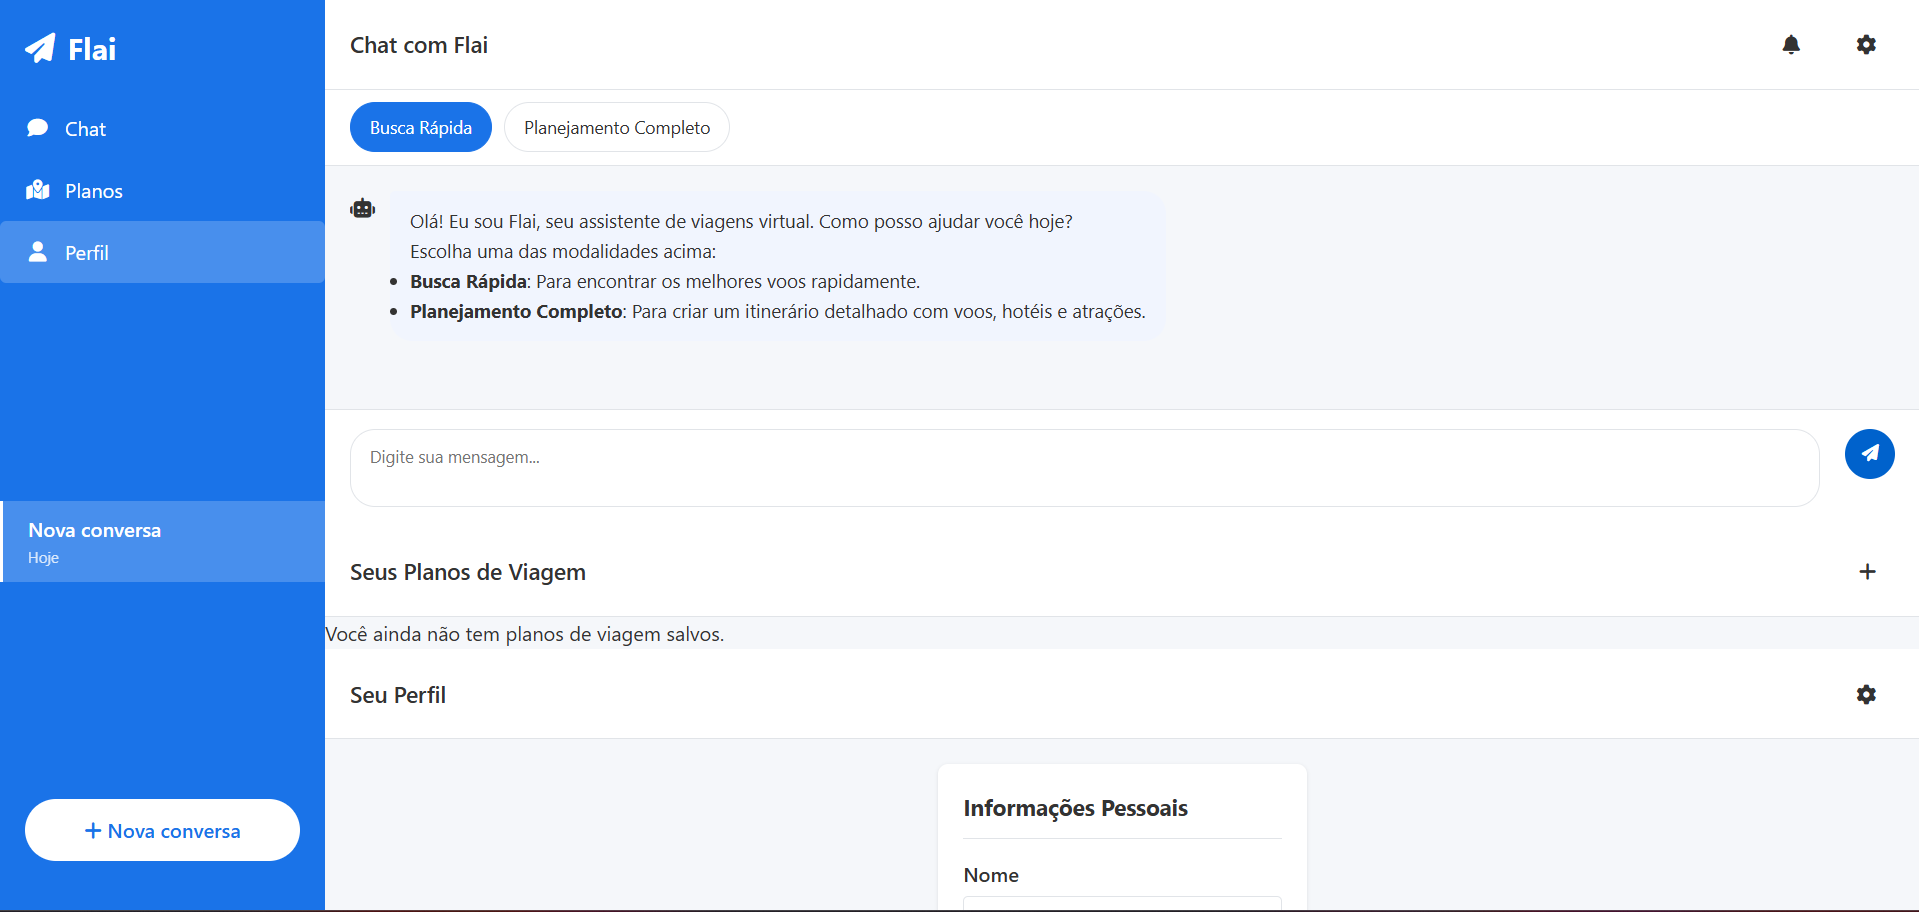 Flai
Chat
Planos
Perfil
Nova conversa
Hoje
+ Nova conversa
Chat com Flai
Busca Rápida
Planejamento Completo
Olá! Eu sou Flai, seu assistente de viagens virtual. Como posso ajudar você hoje?
Escolha uma das modalidades acima:
• Busca Rápida: Para encontrar os melhores voos rapidamente.
• Planejamento Completo: Para criar um itinerário detalhado com voos, hotéis e atrações.
Digite sua mensagem...
Seus Planos de Viagem
Você ainda não tem planos de viagem salvos.
Seu Perfil
Informações Pessoais
Nome